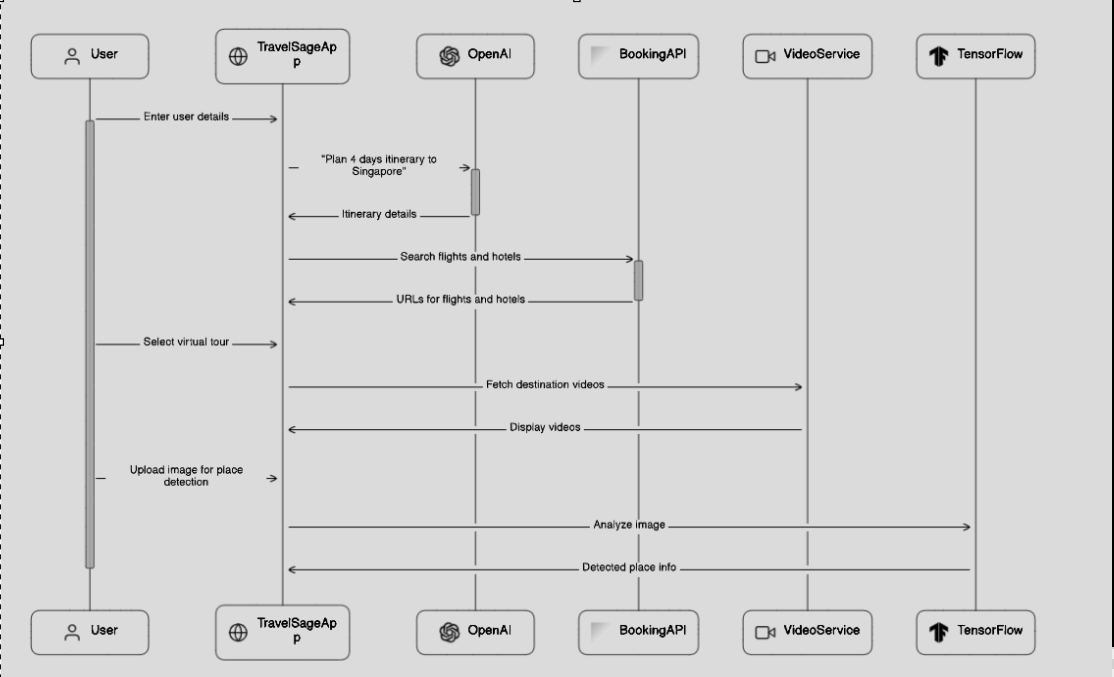 User
TravelSageAp
p
OpenAI
BookingAPI
VideoService
TensorFlow
Enter user details
"Plan 4 days itinerary to
Singapore"
Itinerary details
Search flights and hotels
URLs for flights and hotels
Select virtual tour
Fetch destination videos
Display videos
Upload image for place
detection
Analyze image
Detected place info
User
TravelSageAp
p
OpenAI
BookingAPI
VideoService
TensorFlow